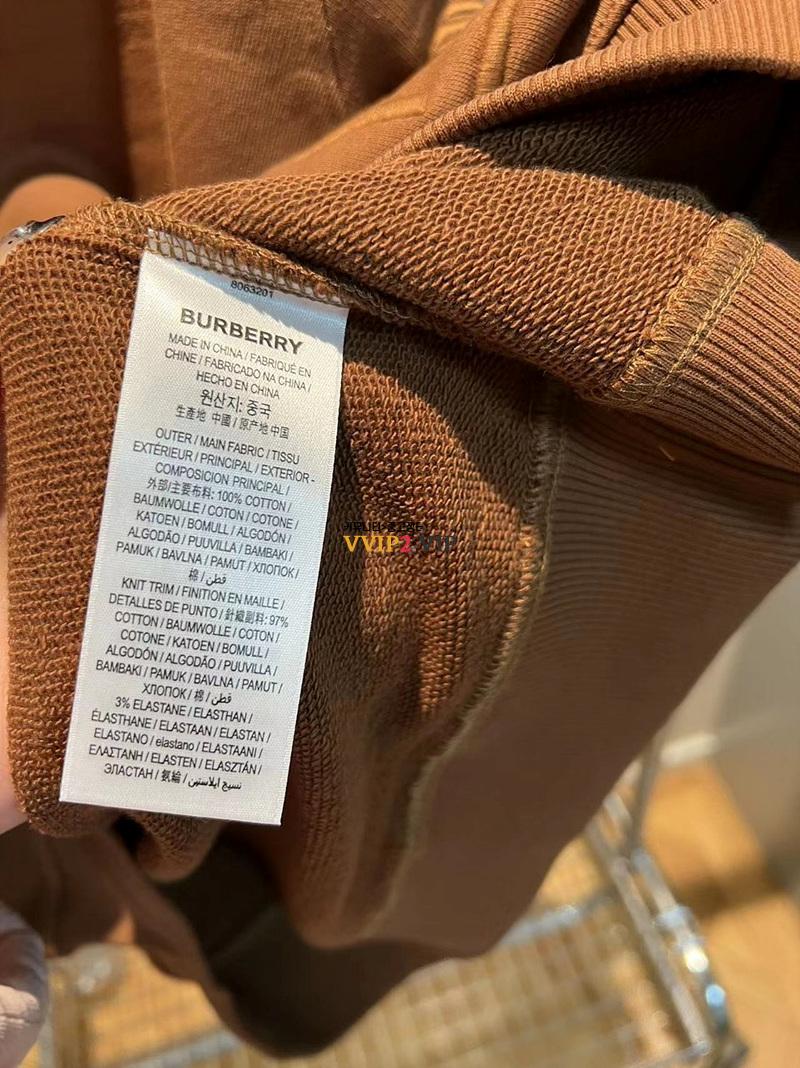 8063201
BURBERRY
MADE IN CHINA / FABRIQUÉ EN
CHINE / FABRICADO NA CHINA /
HECHO EN CHINA
원산지: 중국
生產地 中國 / 原产地 中国
OUTER / MAIN FABRIC / TISSU
EXTÉRIEUR / PRINCIPAL / EXTERIOR -
COMPOSICION PRINCIPAL /
外部/主要布料: 100% COTTON /
BAUMWOLLE / COTON / COTONE /
KATOEN / BOMULL / ALGODÓN /
ALGODÃO / PUUVILLA / BAMBAKI /
PAMUK / BAVLNA / PAMUT / ХЛОПОК /
棉 / قطن
KNIT TRIM / FINITION EN MAILLE /
DETALLES DE PUNTO / 針織副料: 97%
COTTON / BAUMWOLLE / COTON /
COTONE / KATOEN / BOMULL /
ALGODÓN / ALGODÃO / PUUVILLA /
BAMBAKI / PAMUK / BAVLNA / PAMUT /
ХЛОПОК / 棉 / قطن
3% ELASTANE / ELASTHAN /
ÉLASTHANE / ELASTAAN / ELASTAN /
ELASTANO / elastano / ELASTAANI /
ΕΛΑΣΤΑΝΗ / ELASTEN / ELASZTÁN /
ЭЛАСТАН / 氨綸 / نسيج ايلاستين
VVIP2.VIP